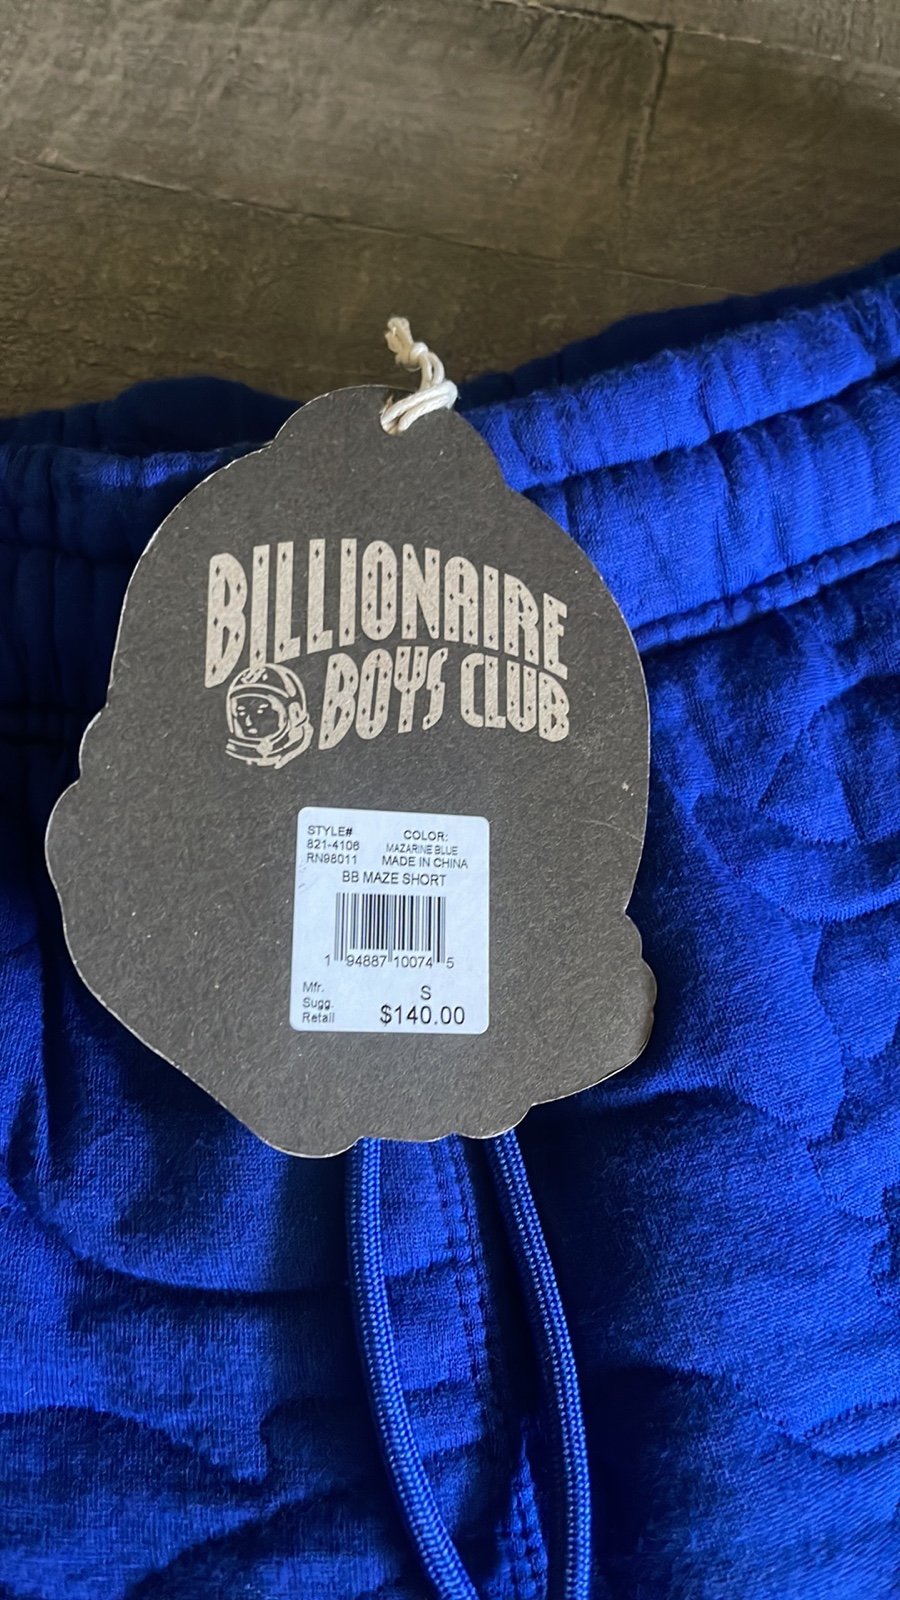 BILLIONAIRE
BOYS CLUB
STYLE# COLOR:
821-4106 MAZARINE BLUE
RN98011 MADE IN CHINA
BB MAZE SHORT
1 94887 10074 5
Mfr. S
Sugg.
Retail $140.00